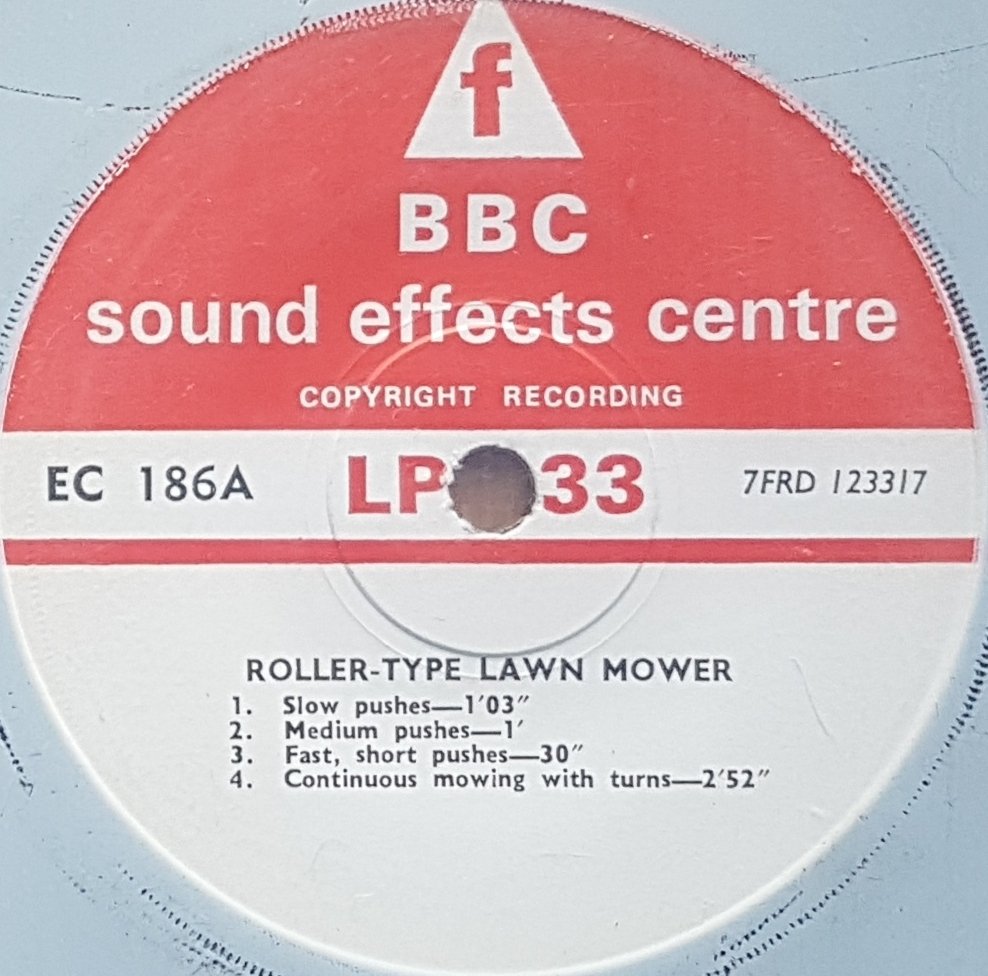 f
BBC
sound effects centre
COPYRIGHT RECORDING
EC 186A LP 33 7FRD 123317
ROLLER-TYPE LAWN MOWER
1. Slow pushes—1′03″
2. Medium pushes—1′
3. Fast, short pushes—30″
4. Continuous mowing with turns—2′52″